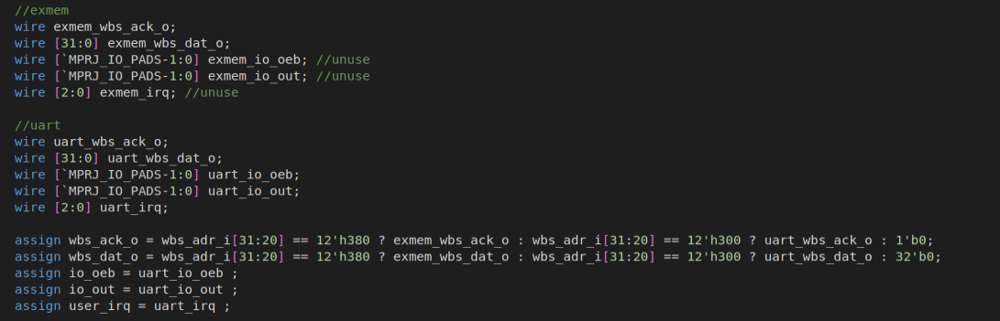 //exmem
wire exmem_wbs_ack_o;
wire [31:0] exmem_wbs_dat_o;
wire [`MPRJ_IO_PADS-1:0] exmem_io_oeb; //unuse
wire [`MPRJ_IO_PADS-1:0] exmem_io_out; //unuse
wire [2:0] exmem_irq; //unuse

//uart
wire uart_wbs_ack_o;
wire [31:0] uart_wbs_dat_o;
wire [`MPRJ_IO_PADS-1:0] uart_io_oeb;
wire [`MPRJ_IO_PADS-1:0] uart_io_out;
wire [2:0] uart_irq;

assign wbs_ack_o = wbs_adr_i[31:20] == 12'h380 ? exmem_wbs_ack_o : wbs_adr_i[31:20] == 12'h300 ? uart_wbs_ack_o : 1'b0;
assign wbs_dat_o = wbs_adr_i[31:20] == 12'h380 ? exmem_wbs_dat_o : wbs_adr_i[31:20] == 12'h300 ? uart_wbs_dat_o : 32'b0;
assign io_oeb = uart_io_oeb ;
assign io_out = uart_io_out ;
assign user_irq = uart_irq ;